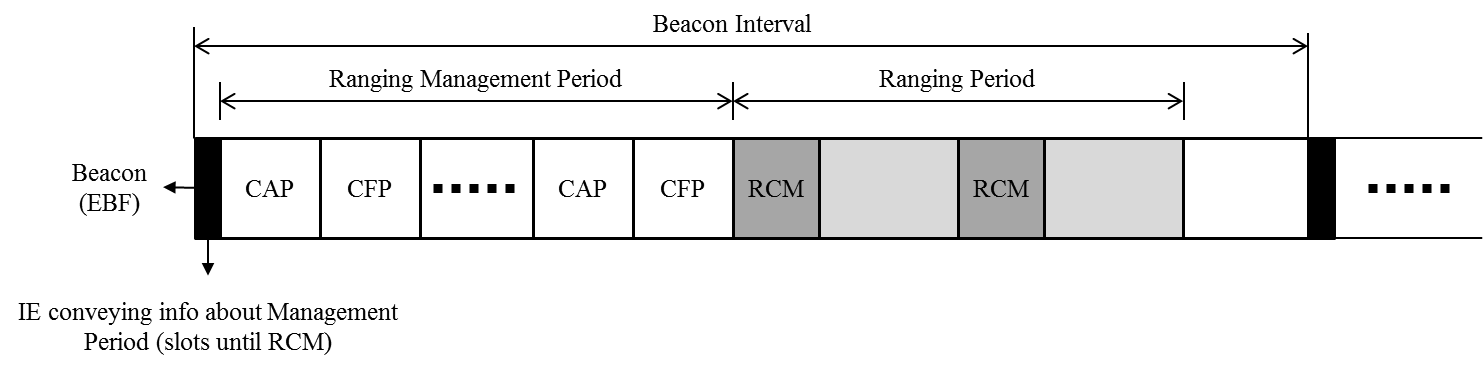 Beacon Interval
Ranging Management Period
Ranging Period
Beacon
(EBF)
CAP
CFP
CAP
CFP
RCM
RCM
IE conveying info about Management
Period (slots until RCM)